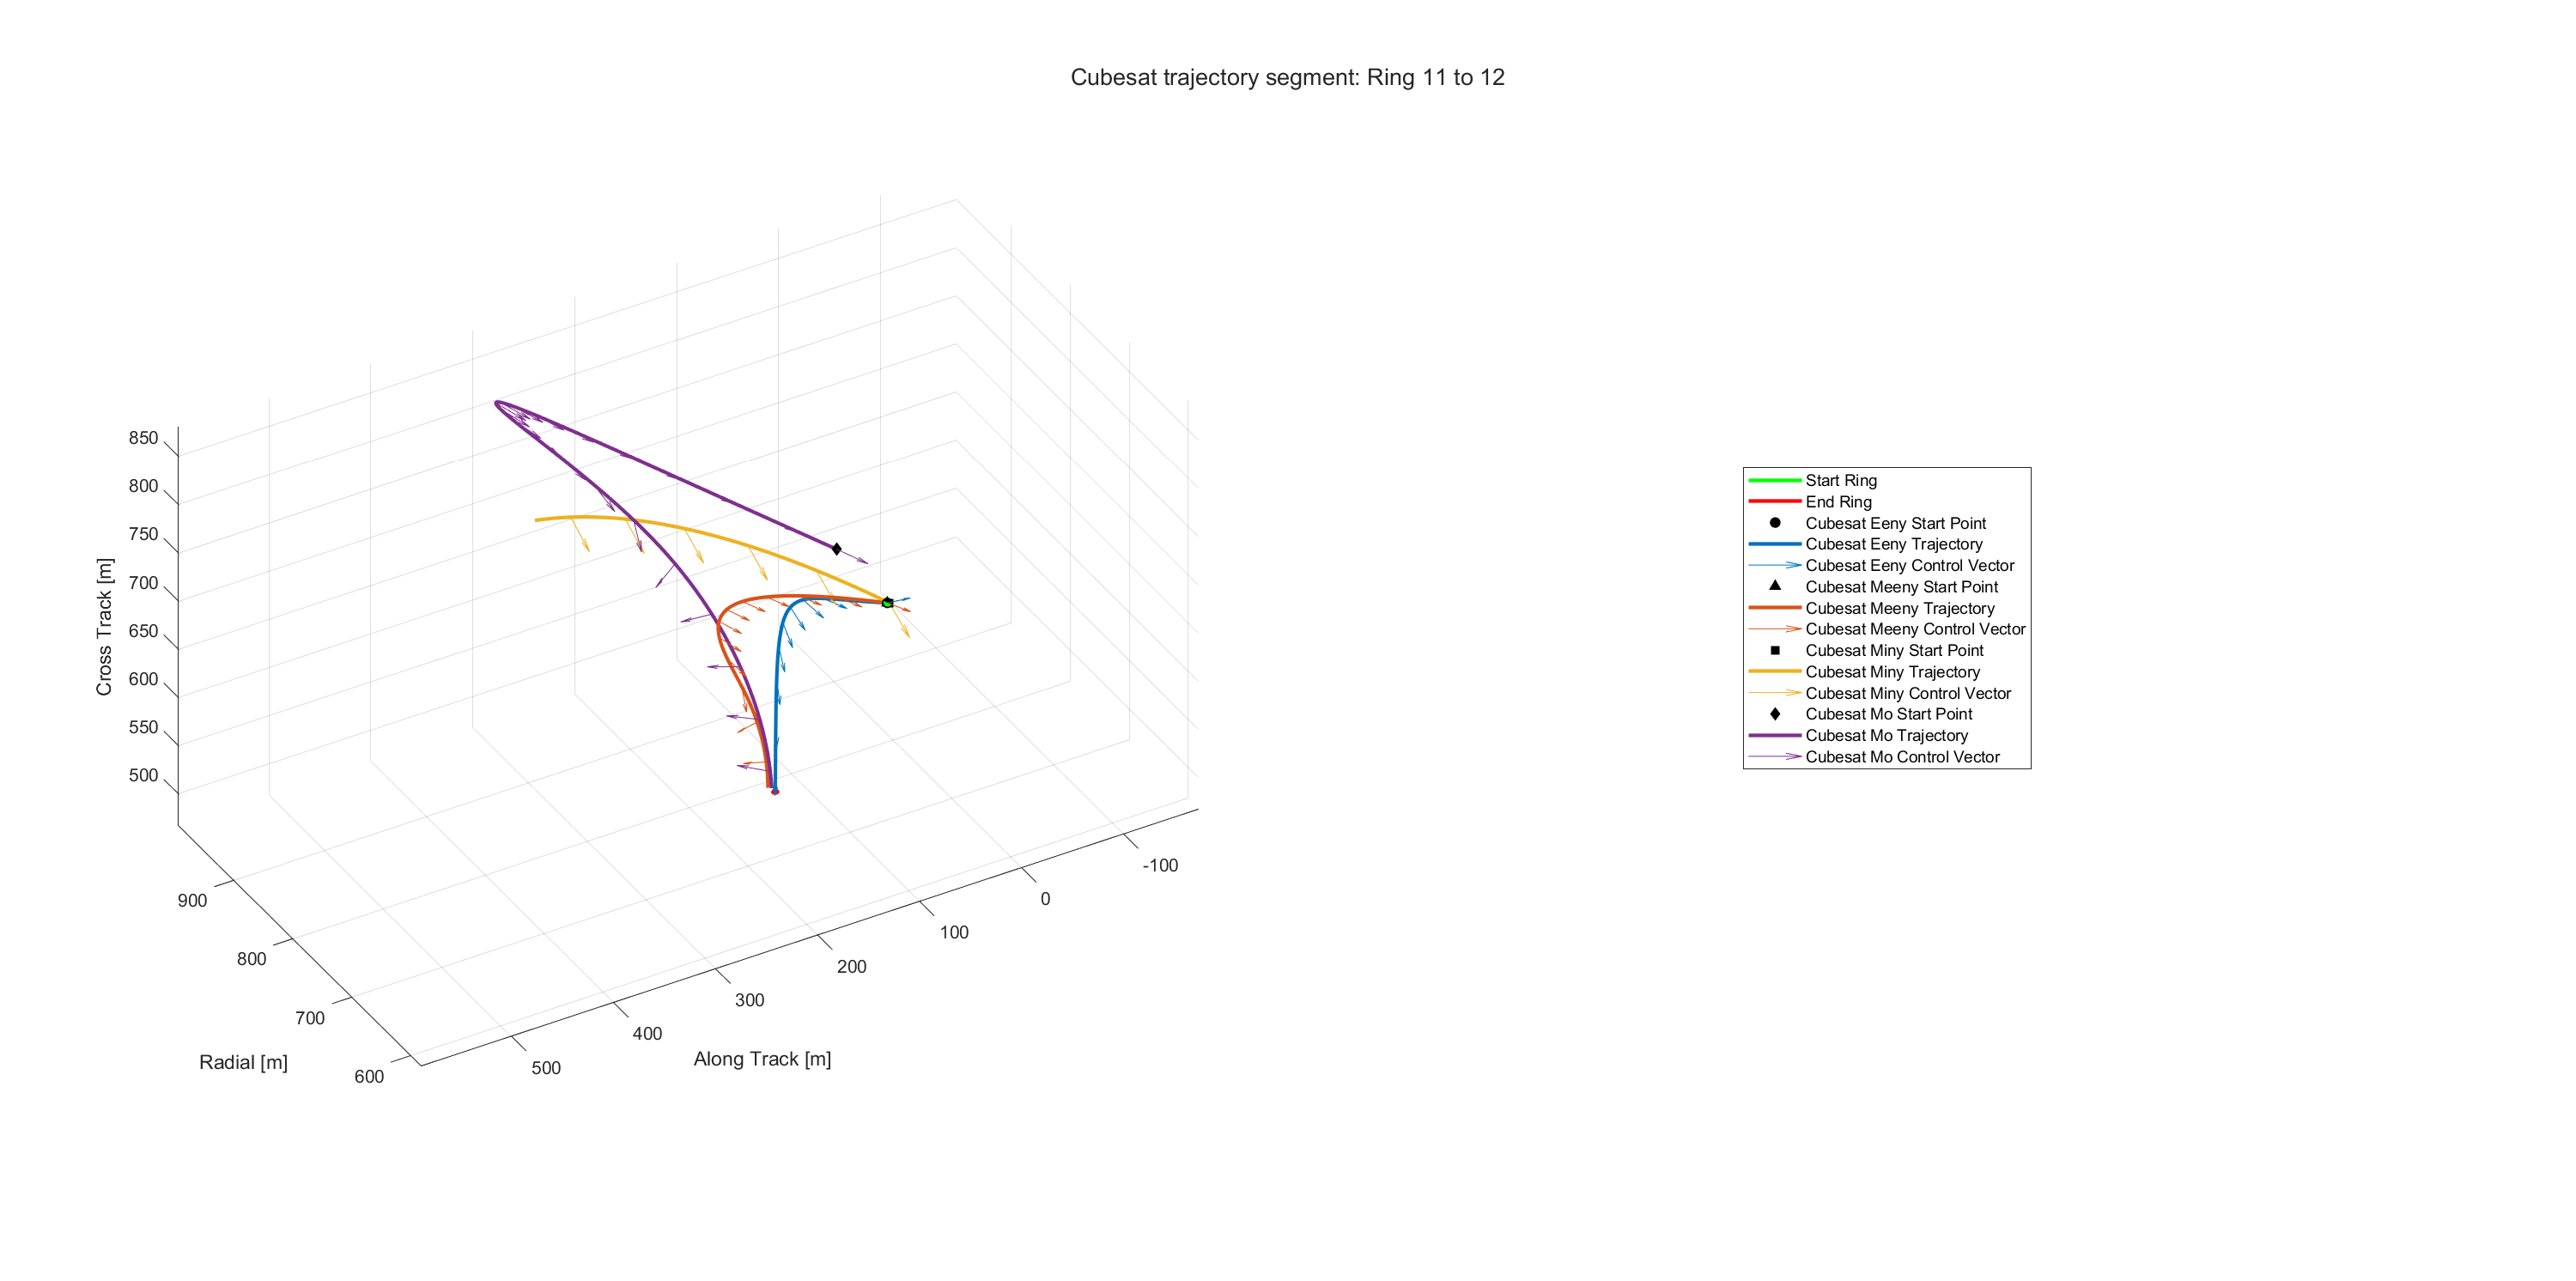 Cubesat trajectory segment: Ring 11 to 12
850
800
750
700
650
600
550
500
Cross Track [m]
900
800
700
600
Radial [m]
500
400
300
200
100
0
-100
Along Track [m]
Start Ring
End Ring
Cubesat Eeny Start Point
Cubesat Eeny Trajectory
Cubesat Eeny Control Vector
Cubesat Meeny Start Point
Cubesat Meeny Trajectory
Cubesat Meeny Control Vector
Cubesat Miny Start Point
Cubesat Miny Trajectory
Cubesat Miny Control Vector
Cubesat Mo Start Point
Cubesat Mo Trajectory
Cubesat Mo Control Vector